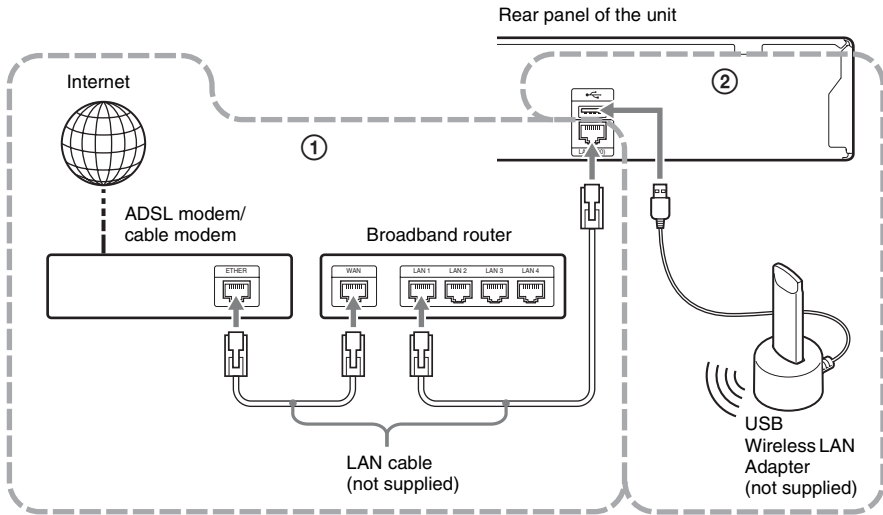 Rear panel of the unit
Internet
①
②
ADSL modem/
cable modem
Broadband router
ETHER
WAN
LAN 1
LAN 2
LAN 3
LAN 4
LAN cable
(not supplied)
USB
Wireless LAN
Adapter
(not supplied)